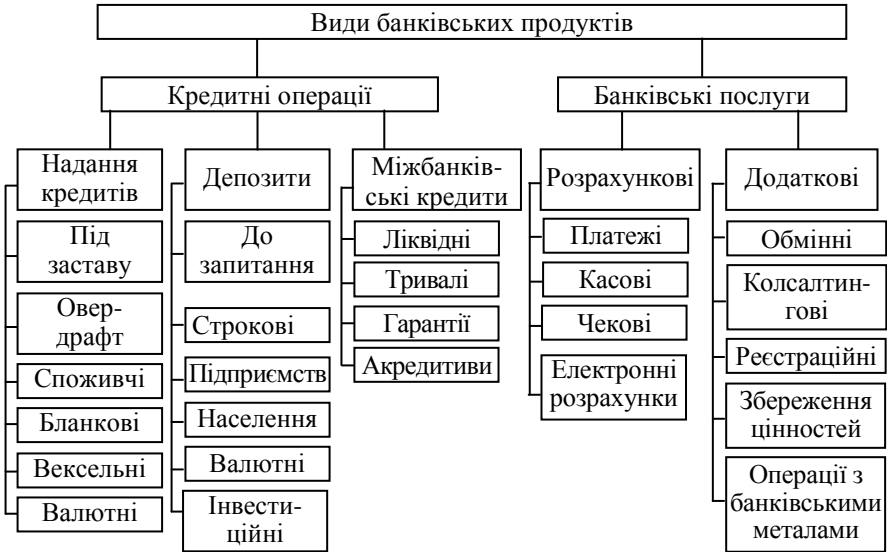 Види банківських продуктів
Кредитні операції
Банківські послуги
Надання
кредитів
Під
заставу
Овер-
драфт
Споживчі
Бланкові
Вексельні
Валютні
Депозити
До
запитання
Строкові
Підприємств
Населення
Валютні
Інвести-
ційні
Міжбанків-
ські кредити
Ліквідні
Тривалі
Гарантії
Акредитиви
Розрахункові
Платежі
Касові
Чекові
Електронні
розрахунки
Додаткові
Обмінні
Колсалтин-
гові
Реєстраційні
Збереження
цінностей
Операції з
банківськими
металами